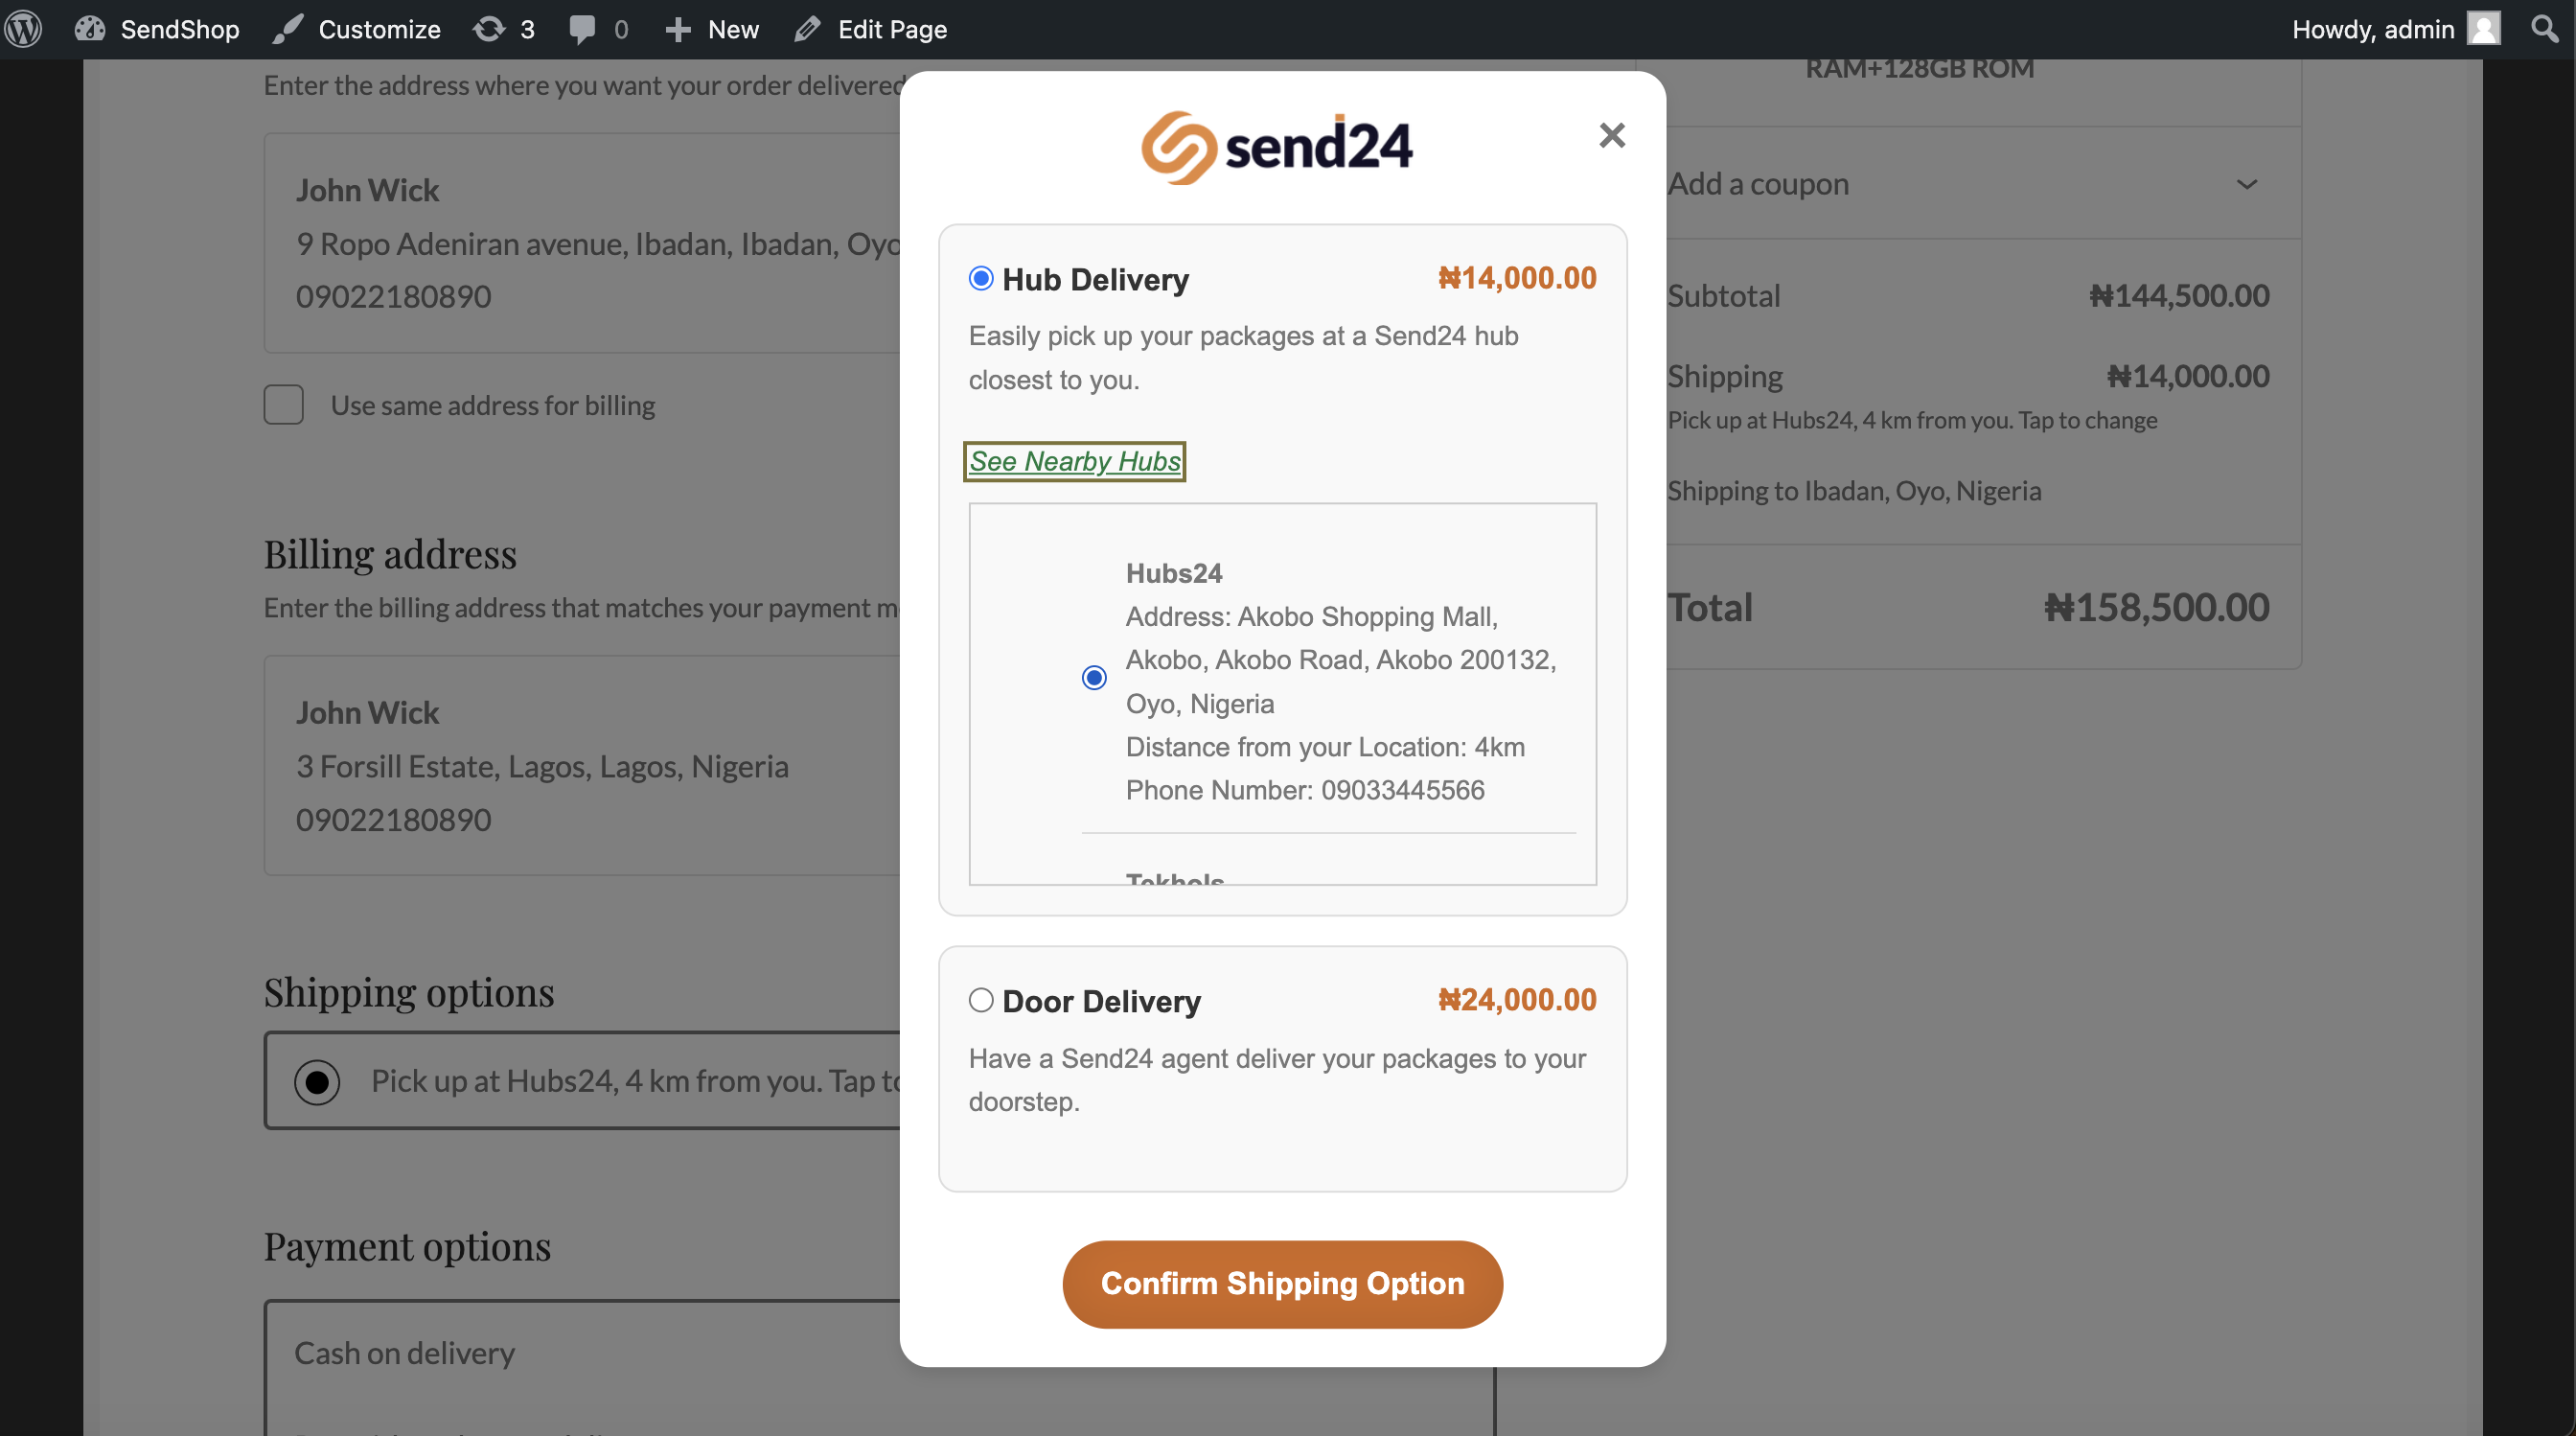 SendShop
Customize
3
0
New
Edit Page
Howdy, admin
Enter the address where you want your order delivered
John Wick
9 Ropo Adeniran avenue, Ibadan, Ibadan, Oyo
09022180890
Use same address for billing
Billing address
Enter the billing address that matches your payment m
John Wick
3 Forsill Estate, Lagos, Lagos, Nigeria
09022180890
Shipping options
Pick up at Hubs24, 4 km from you. Tap to
Payment options
Cash on delivery
send24
×
Hub Delivery
₦14,000.00
Easily pick up your packages at a Send24 hub
closest to you.
See Nearby Hubs
Hubs24
Address: Akobo Shopping Mall,
Akobo, Akobo Road, Akobo 200132,
Oyo, Nigeria
Distance from your Location: 4km
Phone Number: 09033445566
Tekhols
Door Delivery
₦24,000.00
Have a Send24 agent deliver your packages to your
doorstep.
Confirm Shipping Option
RAM+128GB ROM
Add a coupon
Subtotal
₦144,500.00
Shipping
₦14,000.00
Pick up at Hubs24, 4 km from you. Tap to change
Shipping to Ibadan, Oyo, Nigeria
Total
₦158,500.00